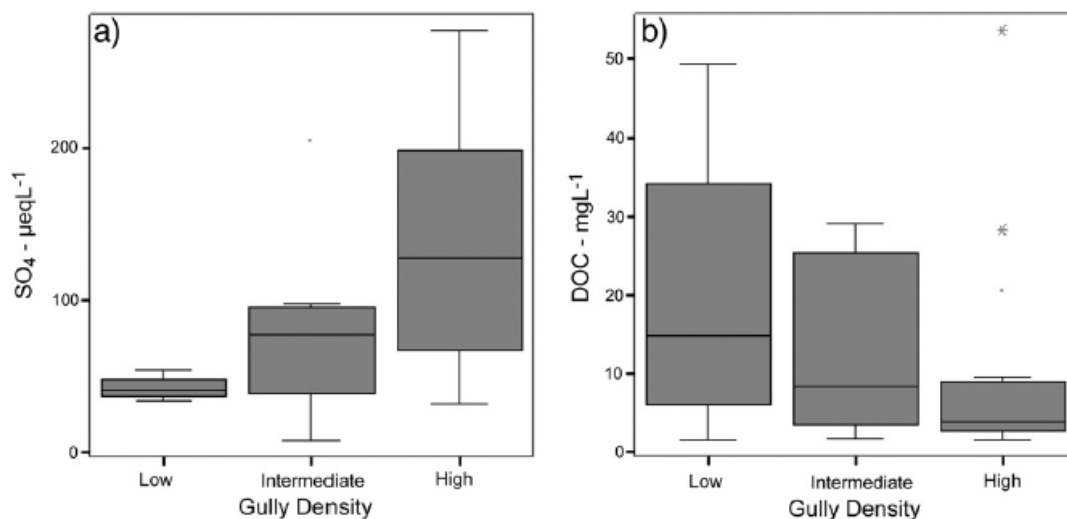 a)
SO₄ - µeqL⁻¹
200
100
0
Low Intermediate High
Gully Density
b)
DOC - mgL⁻¹
50
40
30
20
10
0
Low Intermediate High
Gully Density